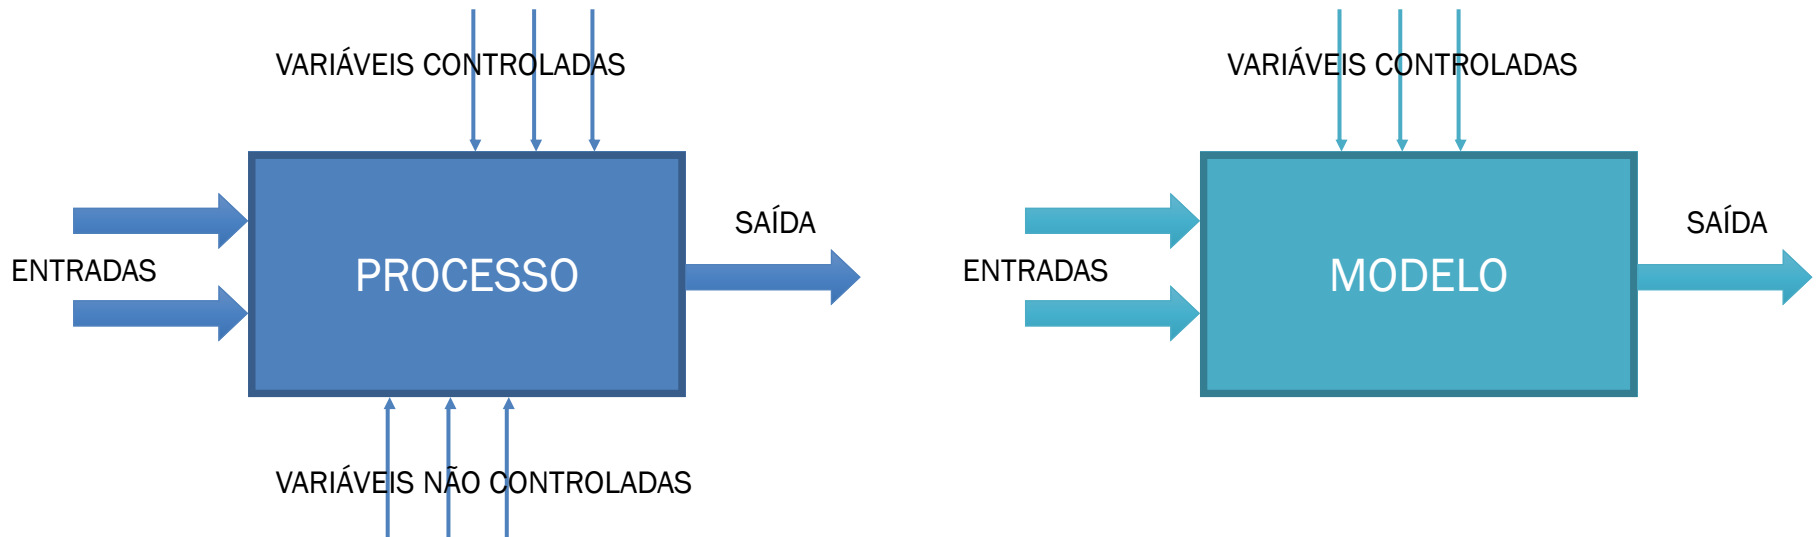 VARIÁVEIS CONTROLADAS
ENTRADAS
PROCESSO
SAÍDA
VARIÁVEIS NÃO CONTROLADAS
VARIÁVEIS CONTROLADAS
ENTRADAS
MODELO
SAÍDA